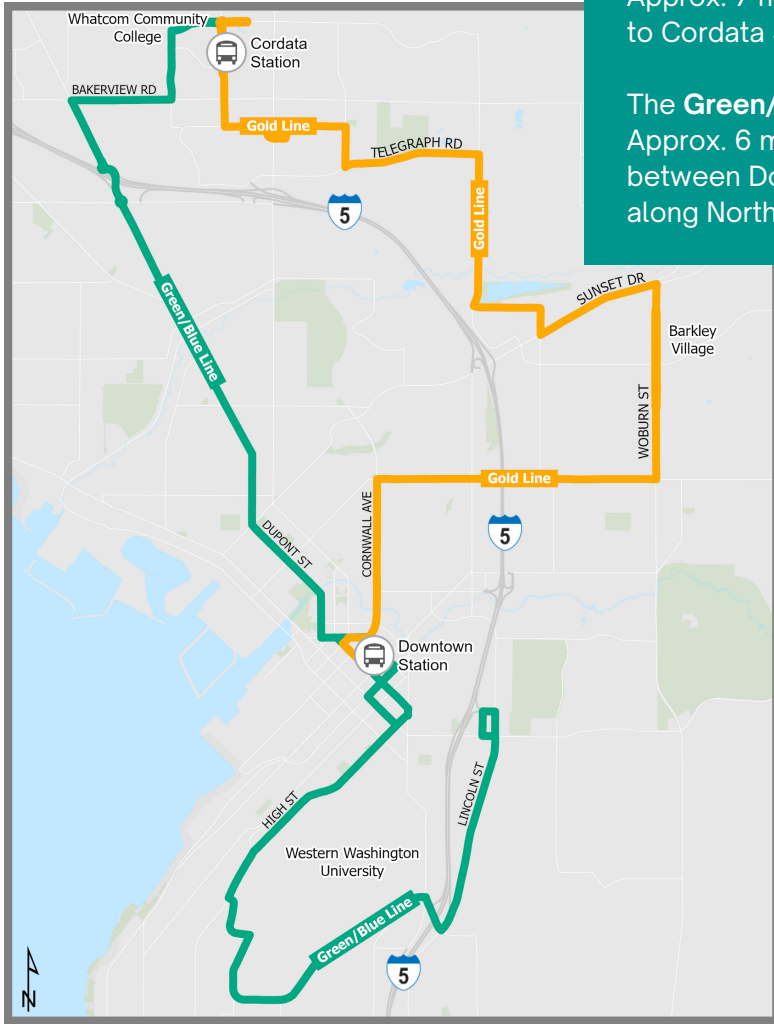 Approx. 7
to Cordata
The Green/
Approx. 6
between
along North
Whatcom Community
College
Cordata
Station
BAKERVIEW RD
Gold Line
TELEGRAPH RD
5
Gold Line
SUNSET DR
Barkley
Village
Green/Blue Line
WOBURN ST
Gold Line
CORNWALL AVE
5
DUPONT ST
Downtown
Station
LINCOLN ST
HIGH ST
Western Washington
University
Green/Blue Line
5
N